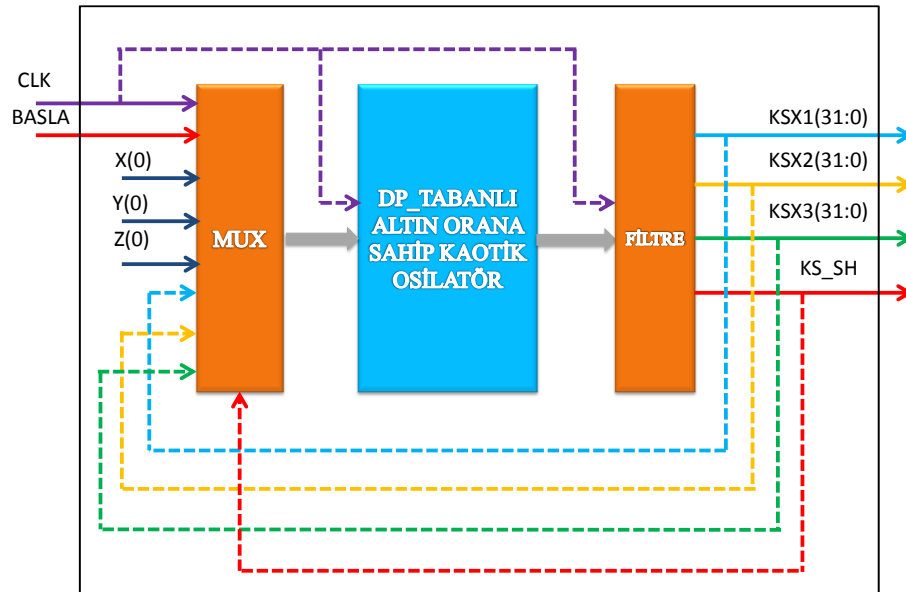 CLK
BASLA
X(0)
Y(0)
Z(0)
MUX
DP_TABANLI
ALTIN ORANA
SAHİP KAOTİK
OSİLATÖR
FİLTRE
KSX1(31:0)
KSX2(31:0)
KSX3(31:0)
KS_SH